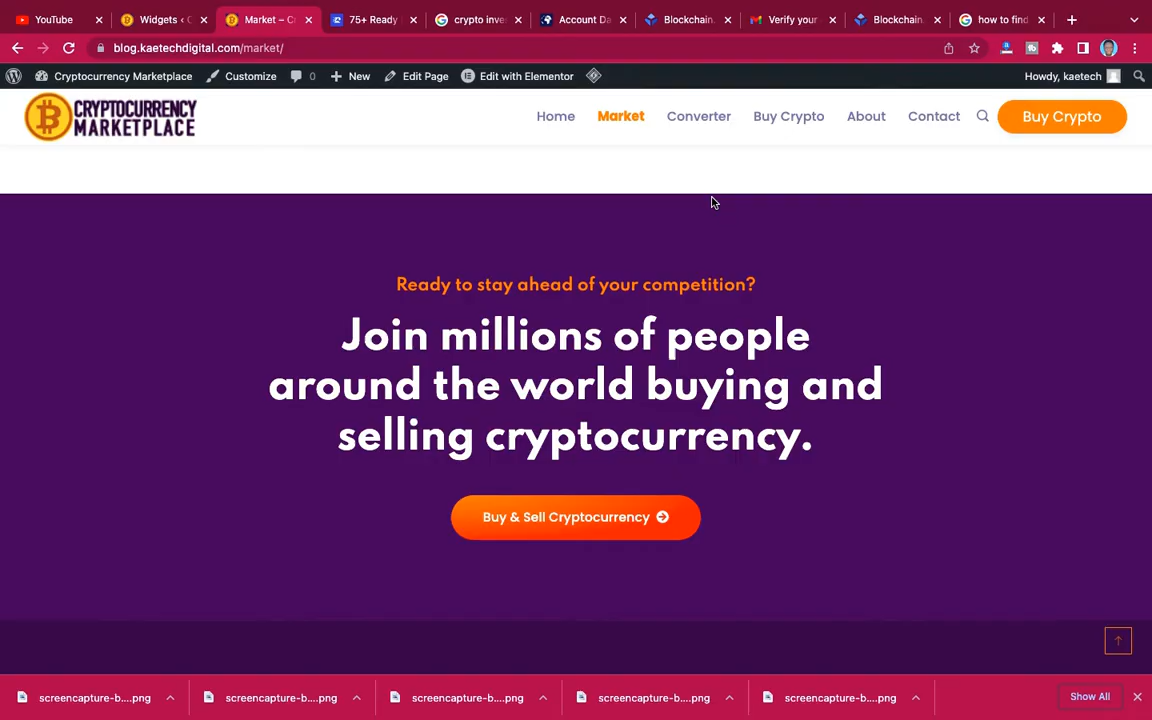 YouTube
Widgets ‹ C
Market – C
75+ Ready
crypto inve
Account Da
Blockchain.
Verify your
Blockchain.
how to find
blog.kaetechdigital.com/market/
Cryptocurrency Marketplace
Customize
0
New
Edit Page
Edit with Elementor
Howdy, kaetech
CRYPTOCURRENCY
MARKETPLACE
Home
Market
Converter
Buy Crypto
About
Contact
Buy Crypto
Ready to stay ahead of your competition?
Join millions of people
around the world buying and
selling cryptocurrency.
Buy & Sell Cryptocurrency
screencapture-b....png
screencapture-b....png
screencapture-b....png
screencapture-b....png
screencapture-b....png
Show All